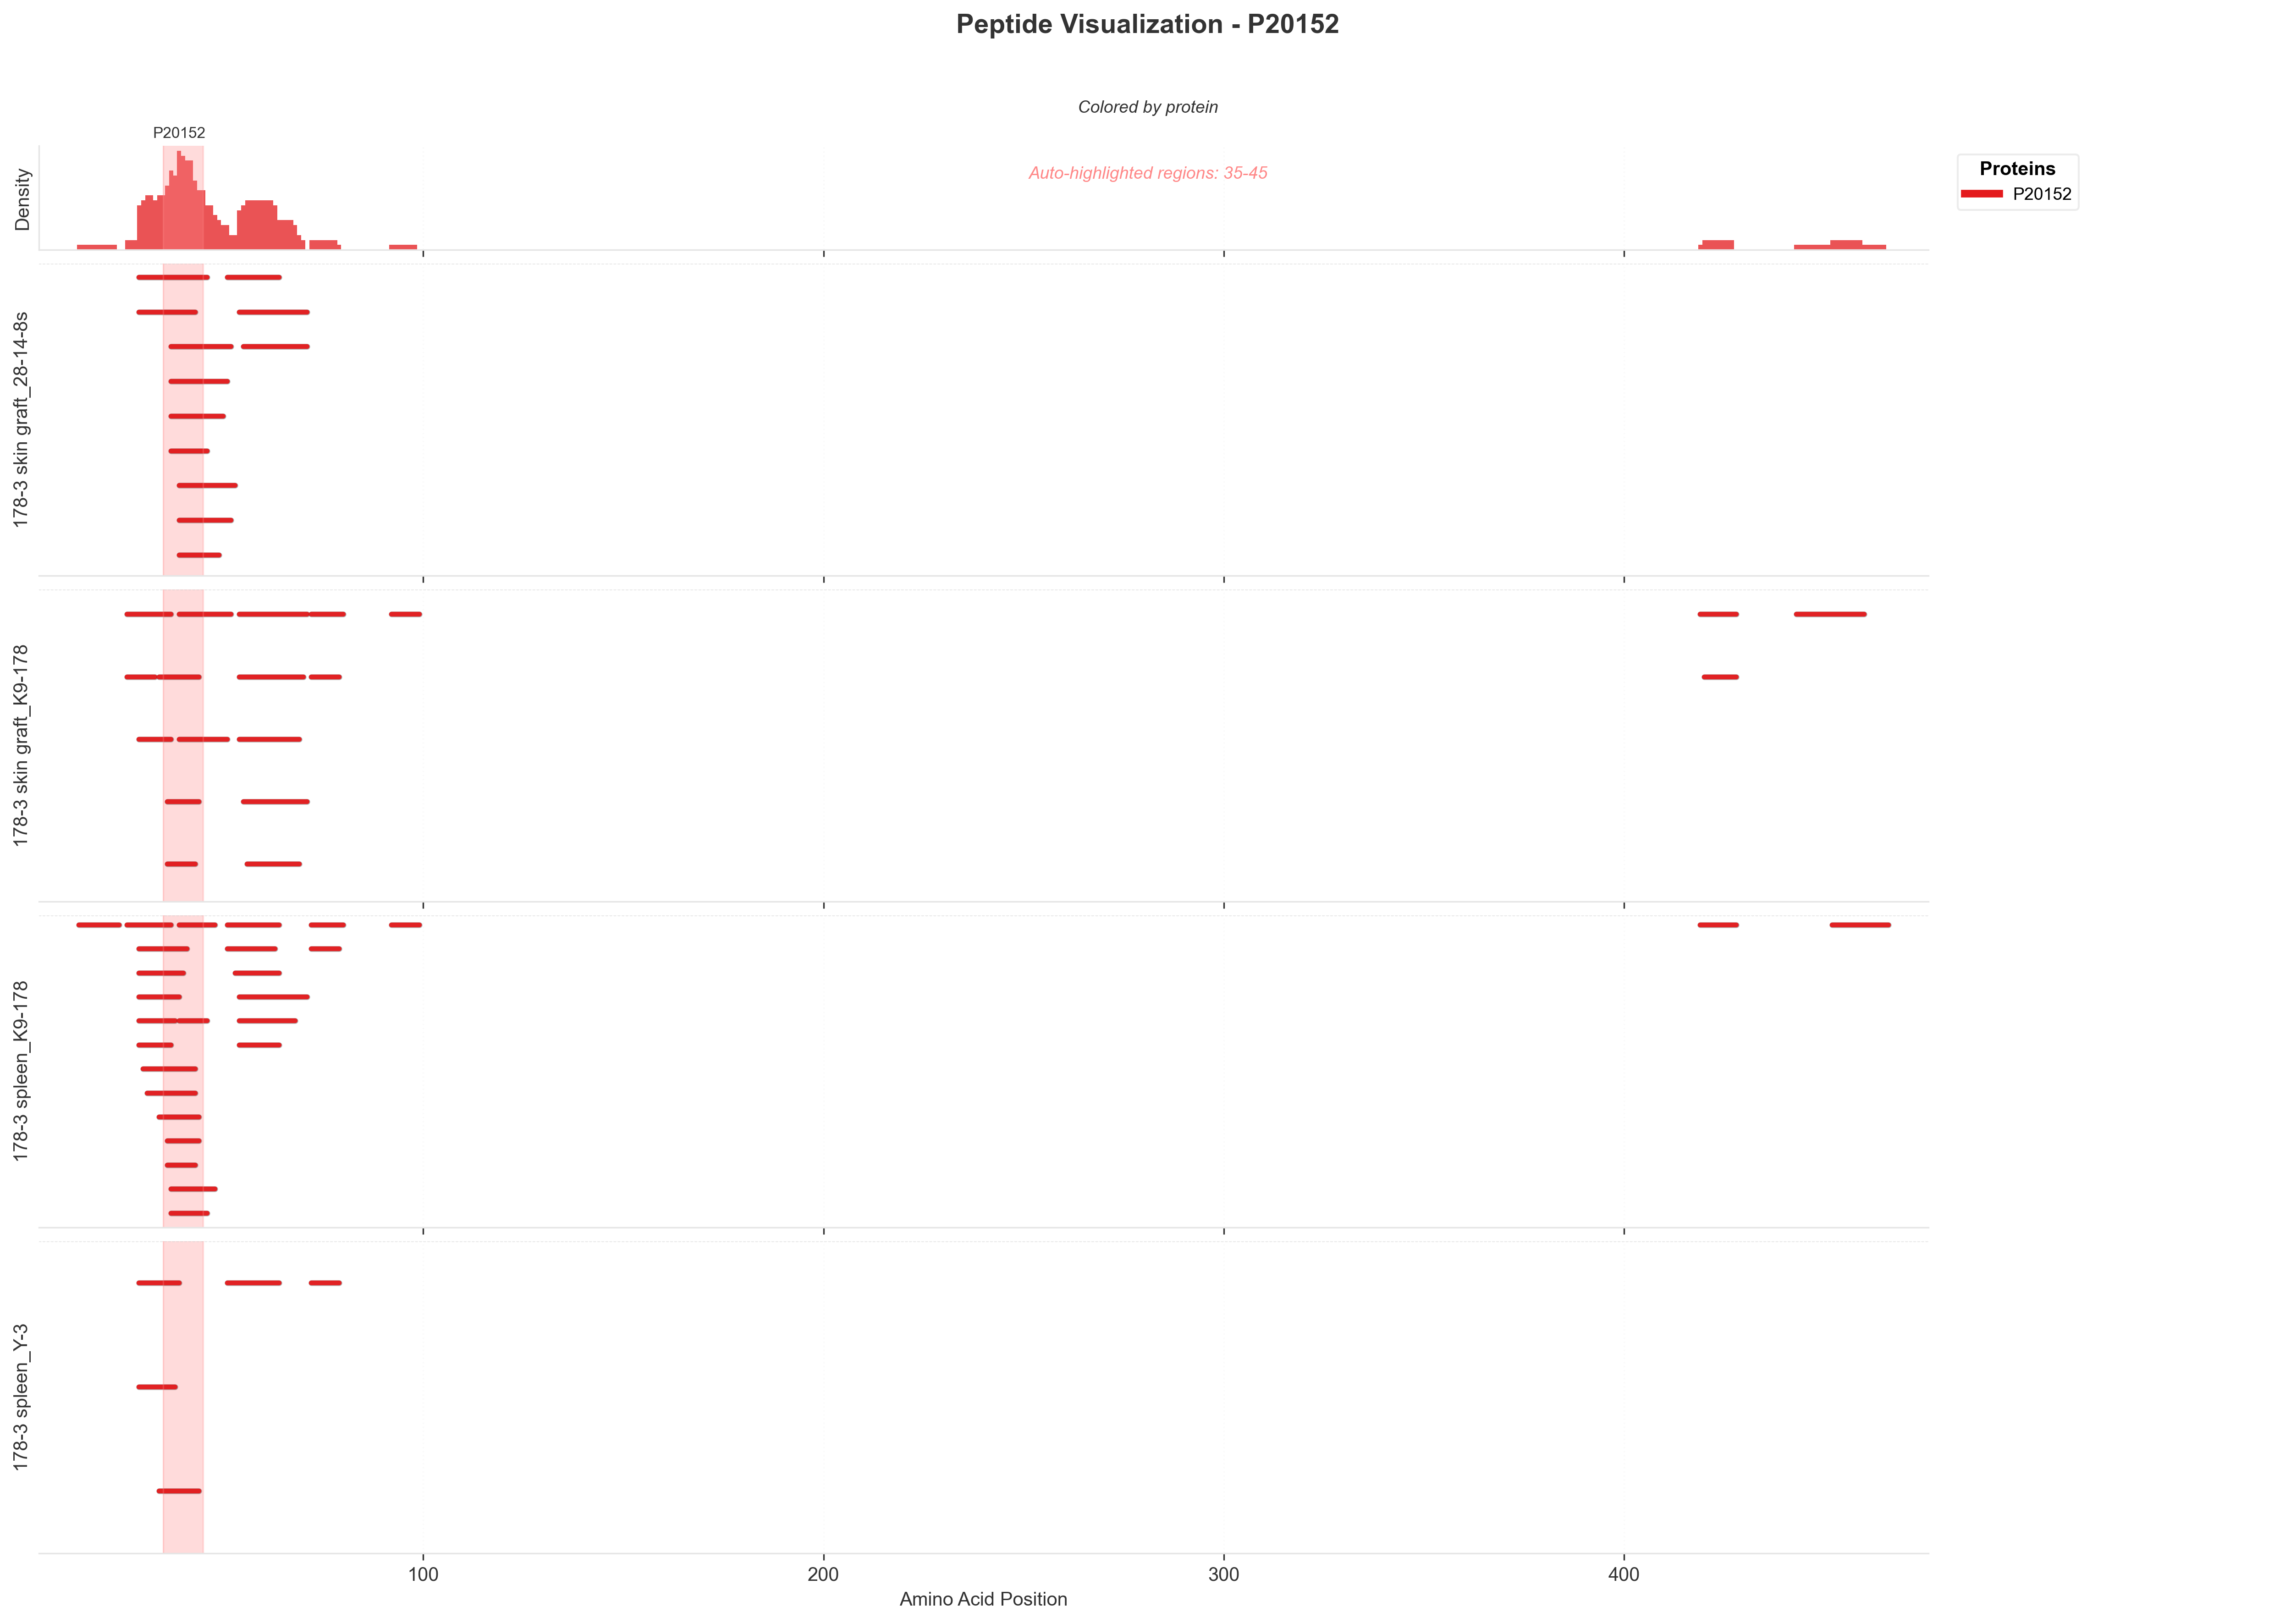 Peptide Visualization - P20152
Colored by protein
P20152
Auto-highlighted regions: 35-45
Proteins
P20152
Density
178-3 skin graft_28-14-8s
178-3 skin graft_K9-178
178-3 spleen_K9-178
178-3 spleen_Y-3
100
200
300
400
Amino Acid Position